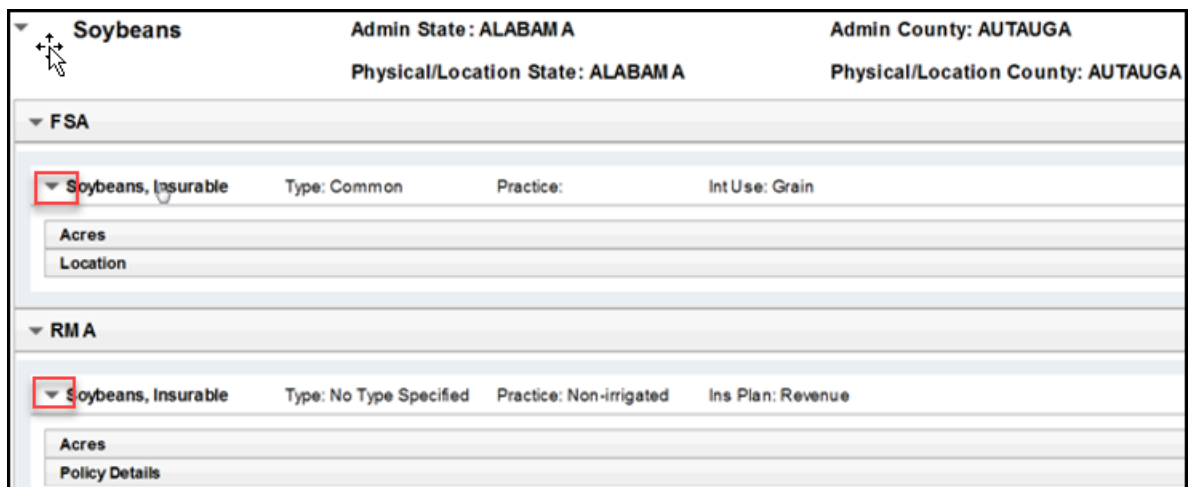 Soybeans Admin State: ALABAMA Admin County: AUTAUGA
Physical/Location State: ALABAMA Physical/Location County: AUTAUGA
FSA
Soybeans, Insurable Type: Common Practice: Int Use: Grain
Acres
Location
RMA
Soybeans, Insurable Type: No Type Specified Practice: Non-irrigated Ins Plan: Revenue
Acres
Policy Details